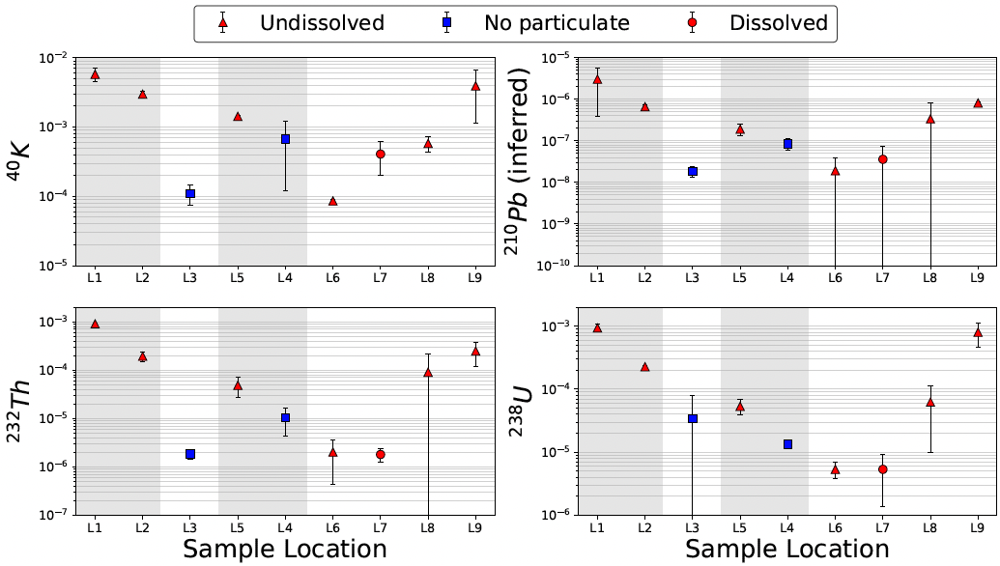 Undissolved No particulate Dissolved
⁴⁰K
10⁻²
10⁻³
10⁻⁴
10⁻⁵
L1 L2 L3 L5 L4 L6 L7 L8 L9
²¹⁰Pb (inferred)
10⁻⁵
10⁻⁶
10⁻⁷
10⁻⁸
10⁻⁹
10⁻¹⁰
L1 L2 L3 L5 L4 L6 L7 L8 L9
²³²Th
10⁻³
10⁻⁴
10⁻⁵
10⁻⁶
10⁻⁷
L1 L2 L3 L5 L4 L6 L7 L8 L9
Sample Location
²³⁸U
10⁻³
10⁻⁴
10⁻⁵
10⁻⁶
L1 L2 L3 L5 L4 L6 L7 L8 L9
Sample Location